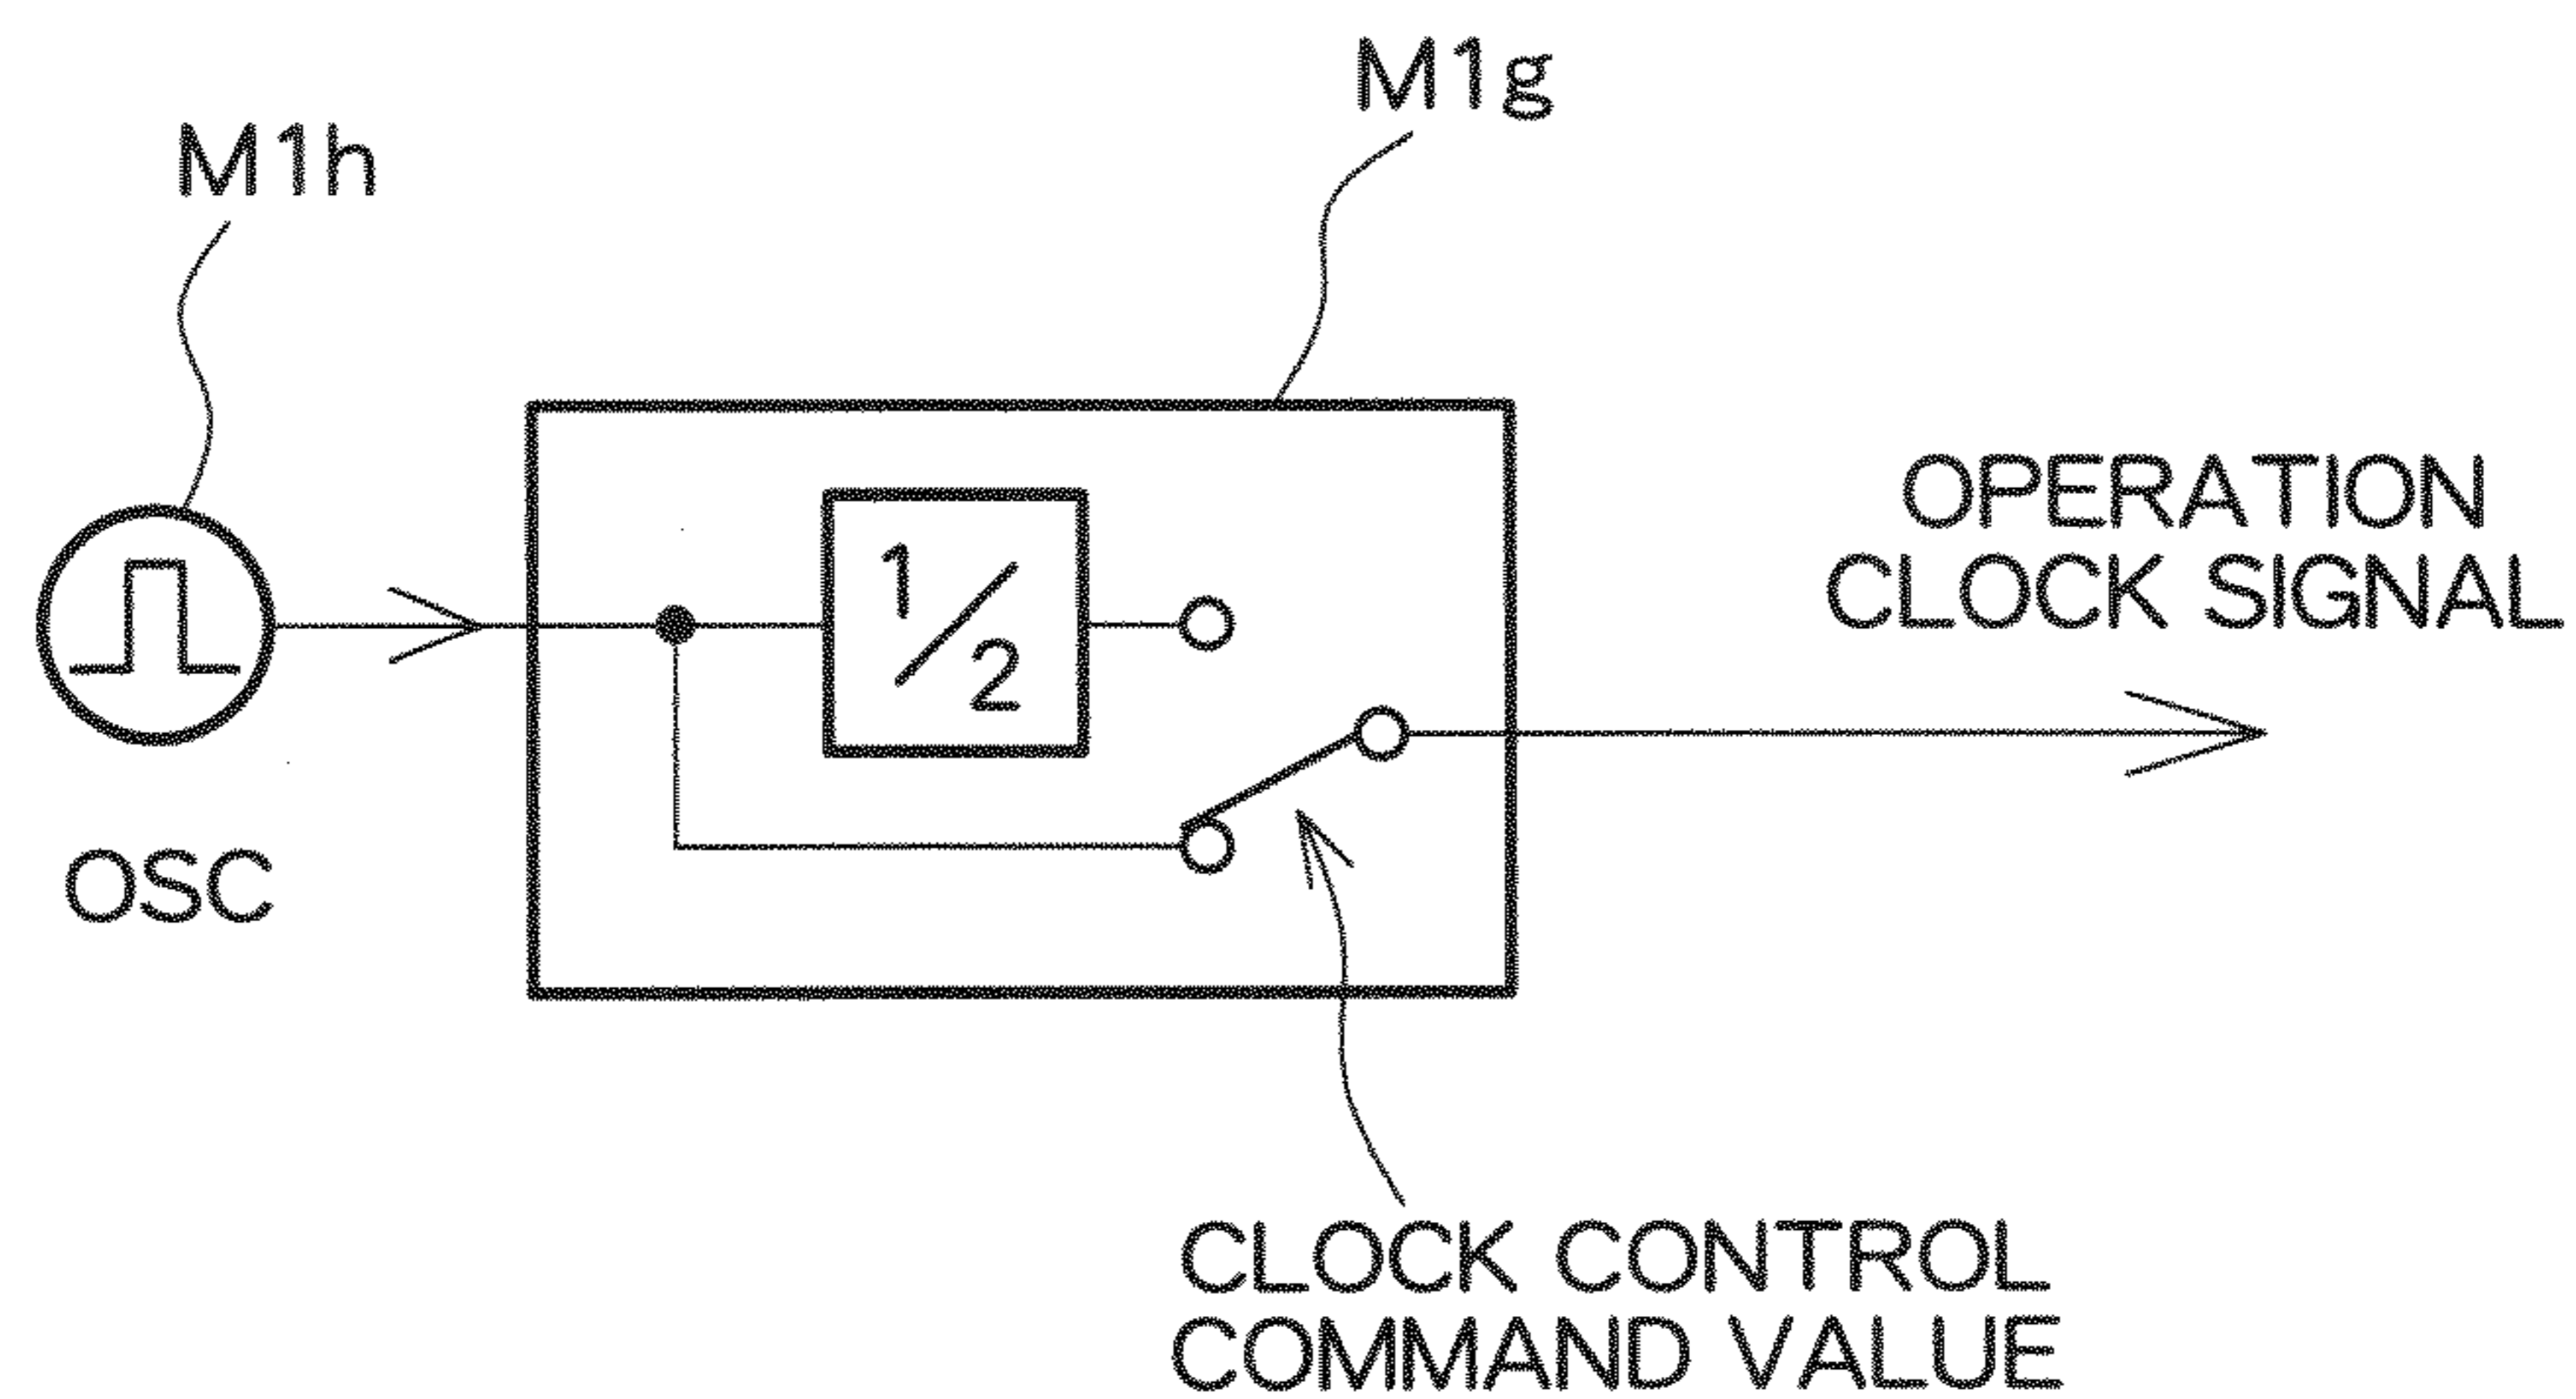 M1g
M1h
OPERATION
CLOCK SIGNAL
1/2
OSC
CLOCK CONTROL
COMMAND VALUE